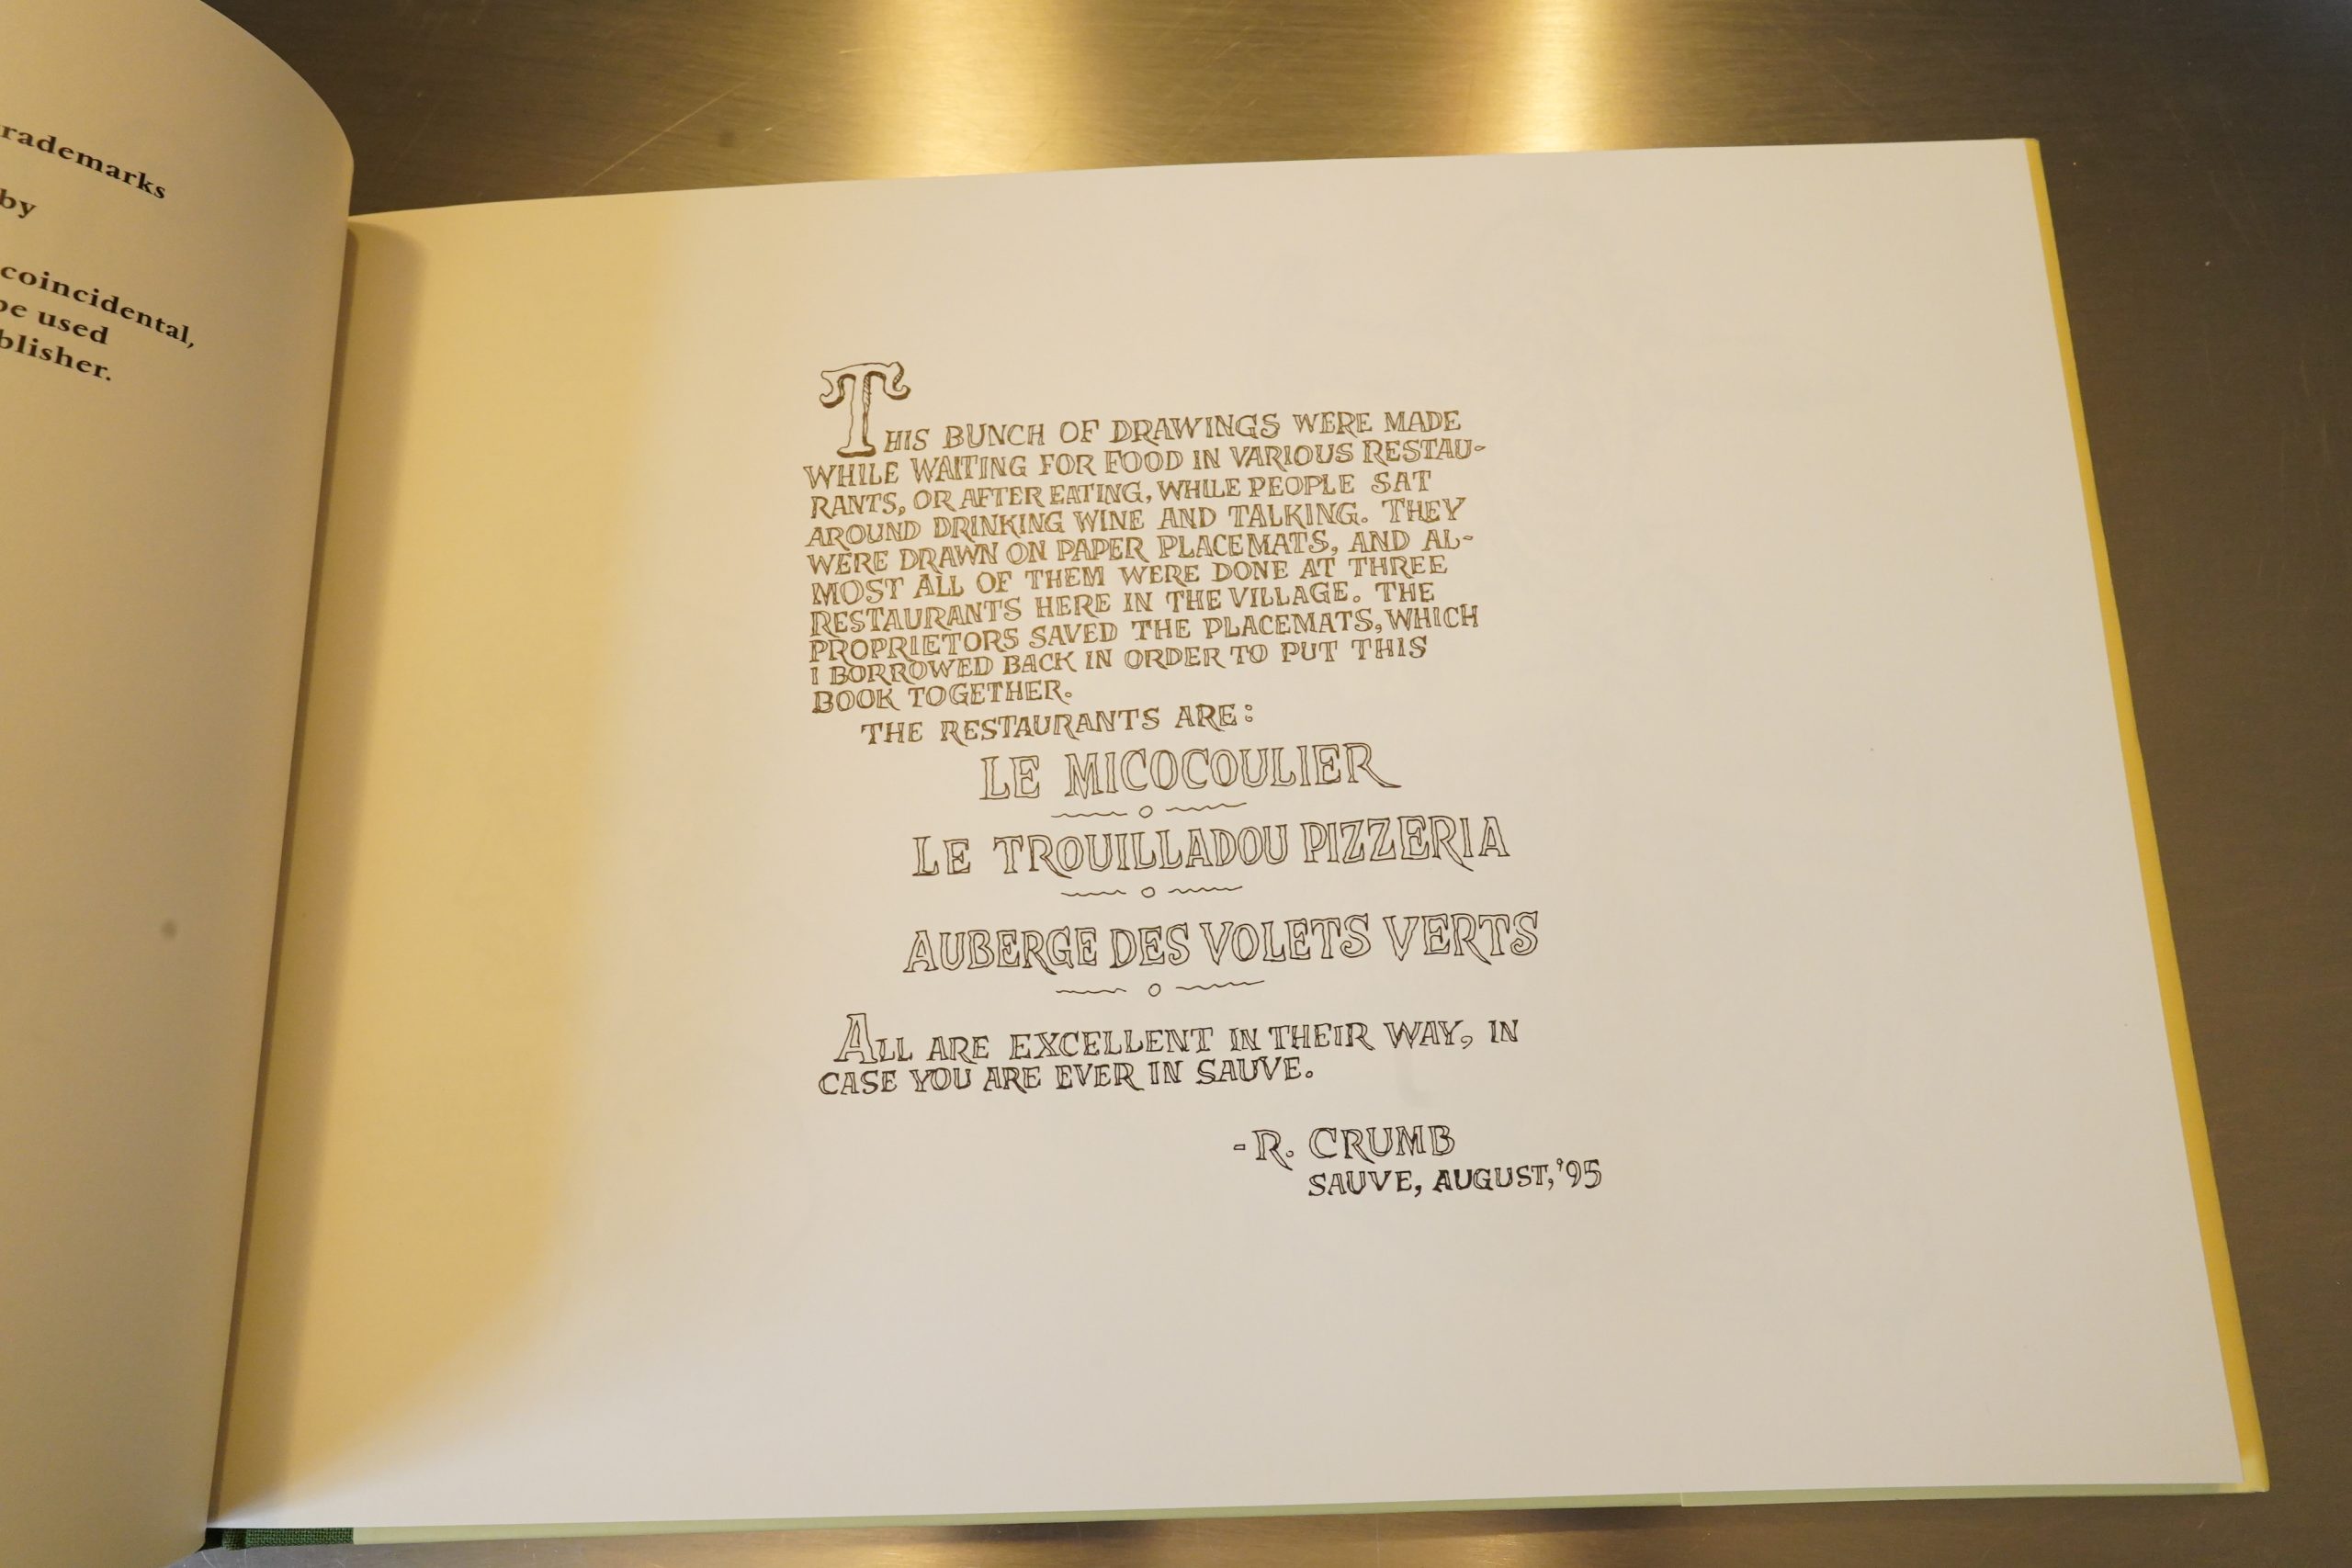 rademarks
by
coincidental,
be used
blisher.
THIS BUNCH OF DRAWINGS WERE MADE
WHILE WAITING FOR FOOD IN VARIOUS RESTAU-
RANTS, OR AFTER EATING, WHILE PEOPLE SAT
AROUND DRINKING WINE AND TALKING. THEY
WERE DRAWN ON PAPER PLACEMATS, AND AL-
MOST ALL OF THEM WERE DONE AT THREE
RESTAURANTS HERE IN THE VILLAGE. THE
PROPRIETORS SAVED THE PLACEMATS, WHICH
I BORROWED BACK IN ORDER TO PUT THIS
BOOK TOGETHER.
THE RESTAURANTS ARE:
LE MICOCOULIER
LE TROUILLADOU PIZZERIA
AUBERGE DES VOLETS VERTS
ALL ARE EXCELLENT IN THEIR WAY, IN
CASE YOU ARE EVER IN SAUVE.
-R. CRUMB
SAUVE, AUGUST, '95